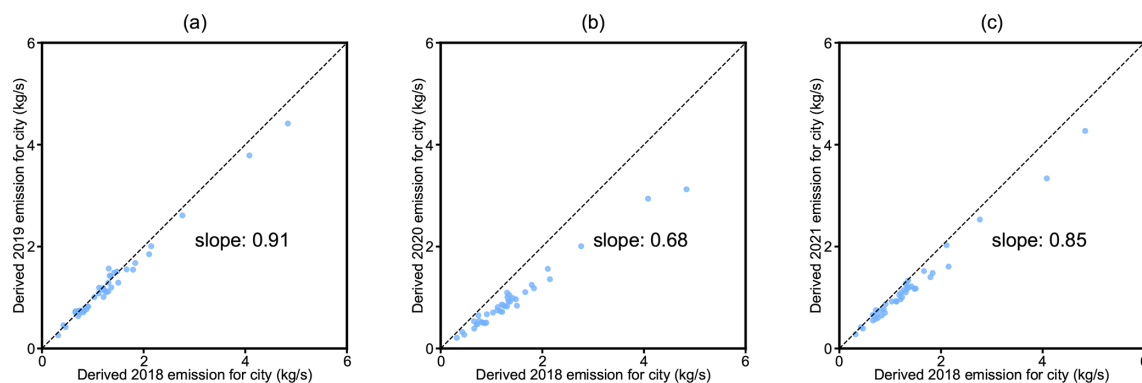 (a)
Derived 2019 emission for city (kg/s)
6
4
2
0
slope: 0.91
0 2 4 6
Derived 2018 emission for city (kg/s)
(b)
Derived 2020 emission for city (kg/s)
6
4
2
0
slope: 0.68
0 2 4 6
Derived 2018 emission for city (kg/s)
(c)
Derived 2021 emission for city (kg/s)
6
4
2
0
slope: 0.85
0 2 4 6
Derived 2018 emission for city (kg/s)